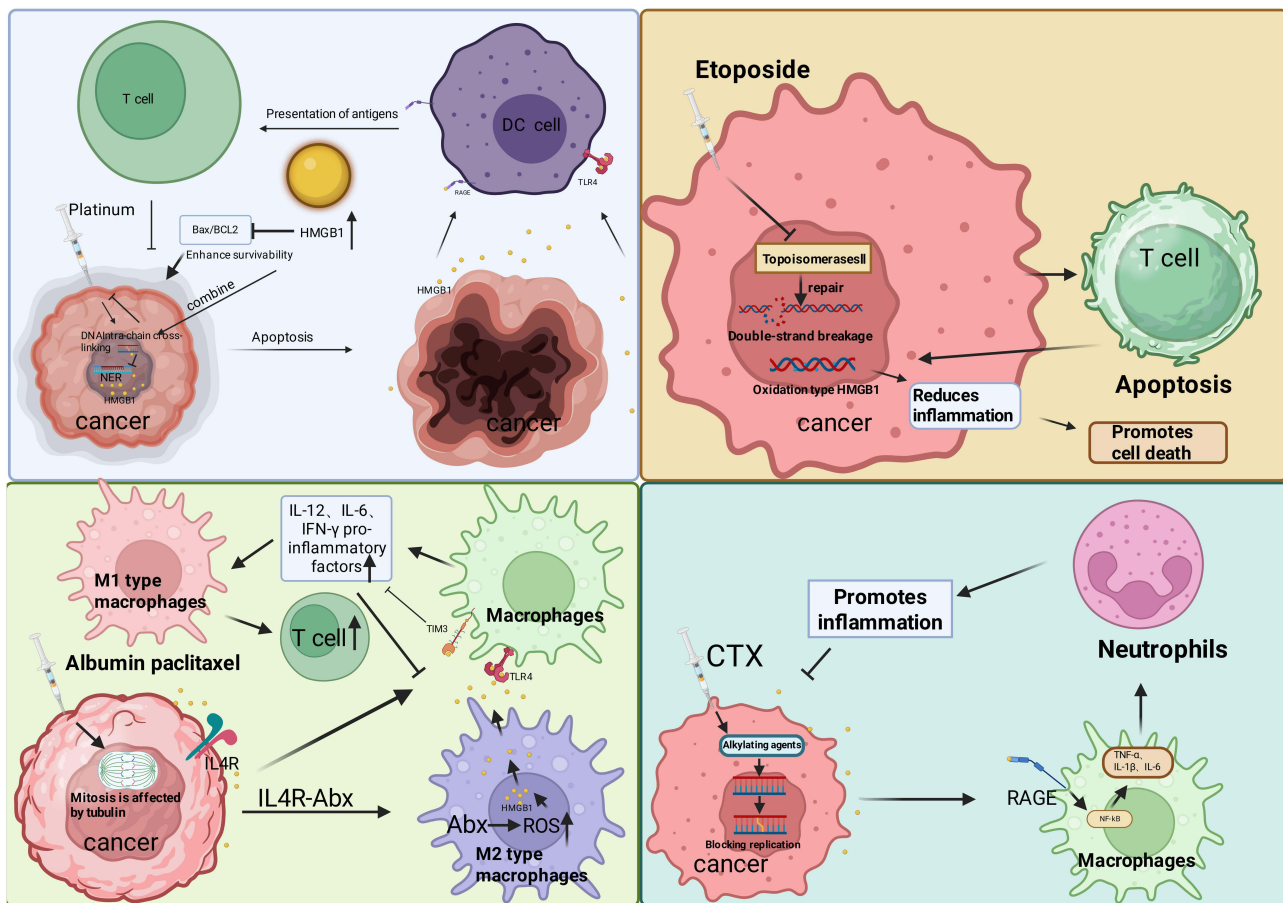 T cell
Presentation of antigens
DC cell
TLR4
RAGE
Platinum
Bax/BCL2
HMGB1
Enhance survivability
combine
HMGB1
DNAIntra-chain cross-
linking
NER
HMGB1
cancer
Apoptosis
cancer
Etoposide
TopoisomerasesⅡ
repair
Double-strand breakage
Oxidation type HMGB1
cancer
Reduces
inflammation
T cell
Apoptosis
Promotes
cell death
M1 type
macrophages
IL-12、IL-6、
IFN-γ pro-
inflammatory
factors
Macrophages
T cell
TIM3
TLR4
Albumin paclitaxel
IL4R
Mitosis is affected
by tubulin
cancer
IL4R-Abx
HMGB1
Abx
ROS
M2 type
macrophages
Promotes
inflammation
Neutrophils
CTX
Alkylating agents
Blocking replication
cancer
RAGE
TNF-α、
IL-1β、IL-6
NF-kB
Macrophages